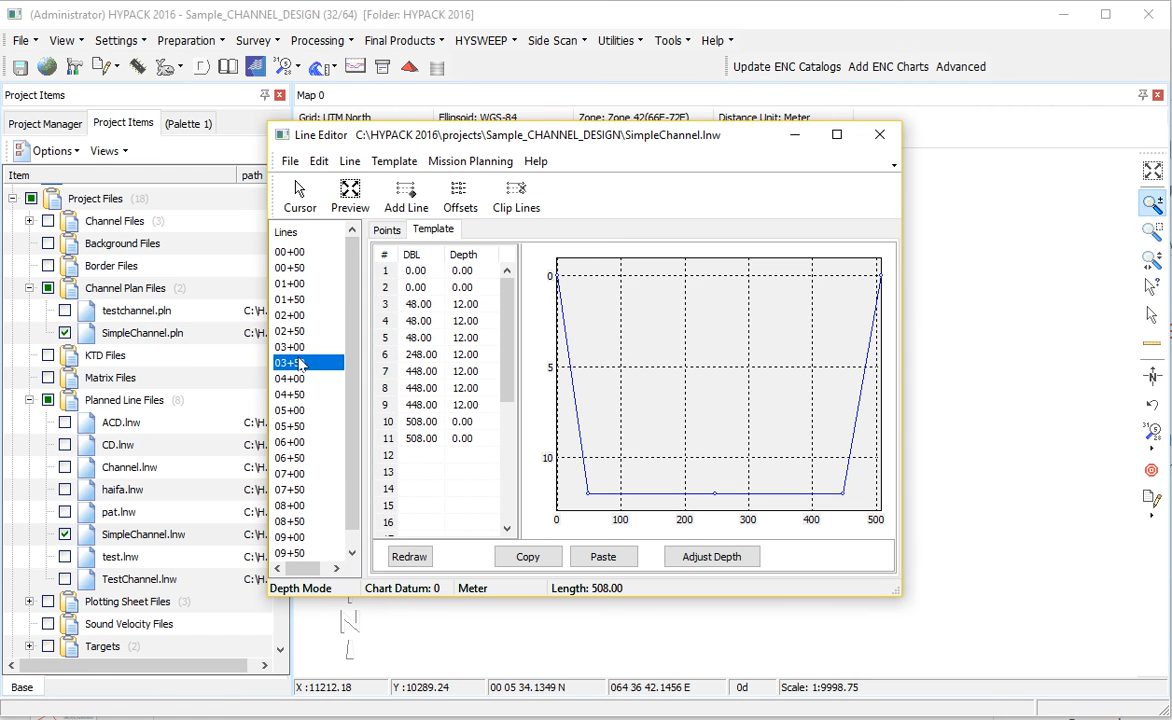 (Administrator) HYPACK 2016 - Sample_CHANNEL_DESIGN (32/64)  [Folder: HYPACK 2016]
File View Settings Preparation Survey Processing Final Products HYSWEEP Side Scan Utilities Tools Help
Update ENC Catalogs Add ENC Charts Advanced
Project Items
Map 0
Project Manager Project Items (Palette 1)
Grid: UTM North Ellipsoid: WGS-84 Zone: Zone 42(66E-72E) Distance Unit: Meter
Options Views
Item path
Project Files (18)
Channel Files (3)
Background Files
Border Files
Channel Plan Files (2)
testchannel.pln C:\H.
SimpleChannel.pln C:\H.
KTD Files
Matrix Files
Planned Line Files (8)
ACD.lnw C:\H.
CD.lnw C:\H.
Channel.lnw C:\H.
haifa.lnw C:\H.
pat.lnw C:\H.
SimpleChannel.lnw C:\H.
test.lnw C:\H.
TestChannel.lnw C:\H.
Plotting Sheet Files (3)
Sound Velocity Files
Targets (2)
Base
Line Editor C:\HYPACK 2016\projects\Sample_CHANNEL_DESIGN\SimpleChannel.lnw
File Edit Line Template Mission Planning Help
Cursor Preview Add Line Offsets Clip Lines
Lines
00+00
00+50
01+00
01+50
02+00
02+50
03+00
03+50
04+00
04+50
05+00
05+50
06+00
06+50
07+00
07+50
08+00
08+50
09+00
09+50
Points Template
# DBL Depth
1 0.00 0.00
2 0.00 0.00
3 48.00 12.00
4 48.00 12.00
5 48.00 12.00
6 248.00 12.00
7 448.00 12.00
8 448.00 12.00
9 448.00 12.00
10 508.00 0.00
11 508.00 0.00
12
13
14
15
16
0
5
10
0 100 200 300 400 500
Redraw Copy Paste Adjust Depth
Depth Mode Chart Datum: 0 Meter Length: 508.00
X :11212.18 Y :10289.24 00 05 34.1349 N 064 36 42.1456 E 0d Scale: 1:9998.75